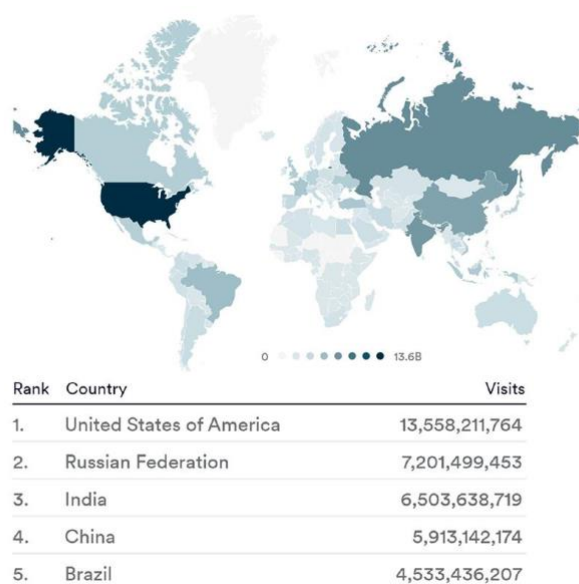 0 13.6B
Rank Country Visits
1. United States of America 13,558,211,764
2. Russian Federation 7,201,499,453
3. India 6,503,638,719
4. China 5,913,142,174
5. Brazil 4,533,436,207